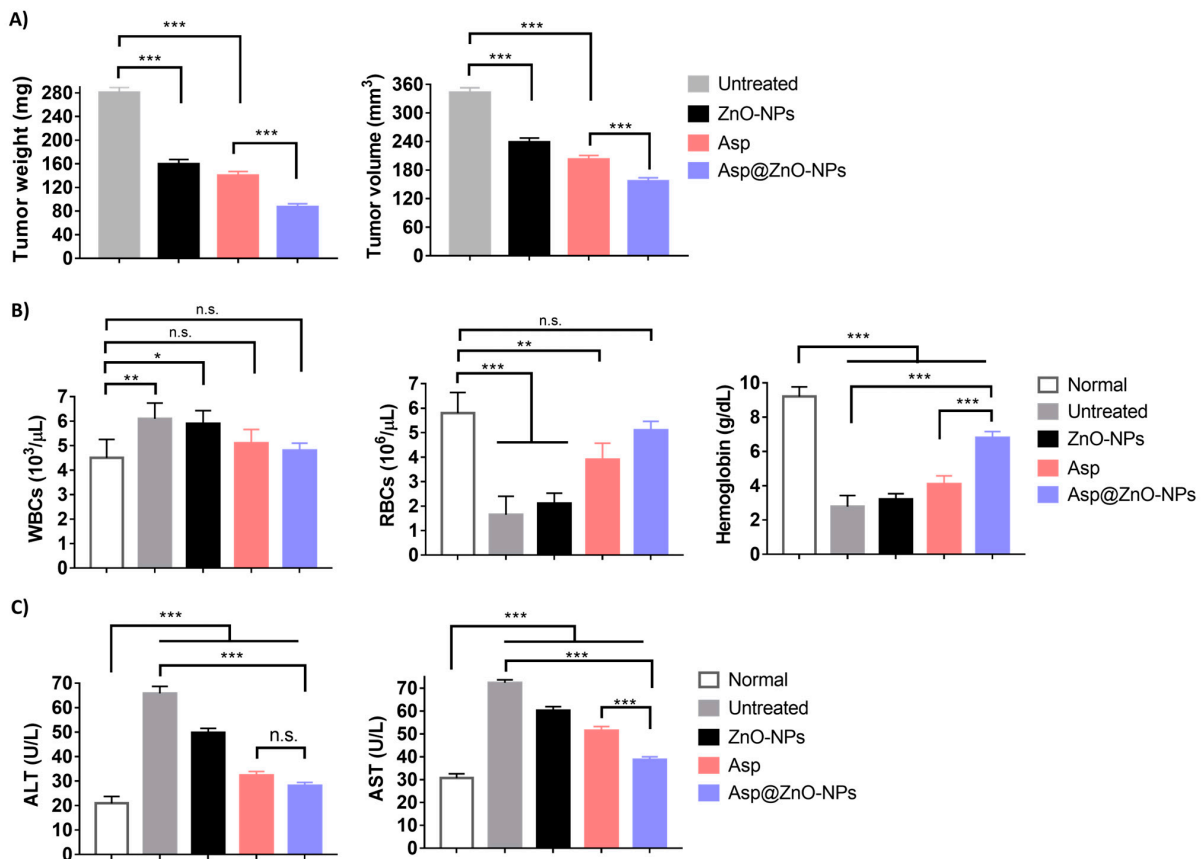 A)
***
***
***
Tumor weight (mg)
280
240
200
160
120
80
40
0
***
***
***
Tumor volume (mm³)
360
300
240
180
120
60
0
Untreated
ZnO-NPs
Asp
Asp@ZnO-NPs
B)
n.s.
n.s.
*
**
WBCs (10³/µL)
7
6
5
4
3
2
1
0
n.s.
**
***
RBCs (10⁶/µL)
7
6
5
4
3
2
1
0
***
***
***
Hemoglobin (g/dL)
10
8
6
4
2
0
Normal
Untreated
ZnO-NPs
Asp
Asp@ZnO-NPs
C)
***
***
n.s.
ALT (U/L)
70
60
50
40
30
20
10
0
***
***
***
AST (U/L)
70
60
50
40
30
20
10
0
Normal
Untreated
ZnO-NPs
Asp
Asp@ZnO-NPs